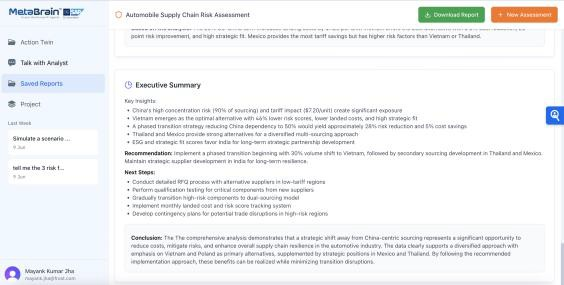 MetaBrain SAP
Automobile Supply Chain Risk Assessment
Download Report
+ New Assessment
Action Twin
Talk with Analyst
Saved Reports
Project
Last Week
Simulate a scenario ...
9 Jun
tell me the 3 risk t...
9 Jun
Mayank Kumar Jha
mayank.jha@frost.com
point risk improvement, and high strategic fit. Mexico provides the most tariff savings but has higher risk factors than Vietnam or Thailand.
Executive Summary
Key Insights:
• China's high concentration risk (90% of sourcing) and tariff impact ($7.20/unit) create significant exposure
• Vietnam emerges as the optimal alternative with 46% lower risk scores, lower landed costs, and high strategic fit
• A phased transition strategy reducing China dependency to 50% would yield approximately 28% risk reduction and 5% cost savings
• Thailand and Mexico provide strong alternatives for a diversified multi-sourcing approach
• ESG and strategic fit scores favor India for long-term strategic partnership development
Recommendation: Implement a phased transition beginning with 30% volume shift to Vietnam, followed by secondary sourcing development in Thailand and Mexico.
Maintain strategic supplier development in India for long-term resilience.
Next Steps:
• Conduct detailed RFQ process with alternative suppliers in low-tariff regions
• Perform qualification testing for critical components from new suppliers
• Gradually transition high-risk components to dual-sourcing model
• Implement monthly landed cost and risk score tracking system
• Develop contingency plans for potential trade disruptions in high-risk regions
Conclusion: The The comprehensive analysis demonstrates that a strategic shift away from China-centric sourcing represents a significant opportunity to
reduce costs, mitigate risks, and enhance overall supply chain resilience in the automotive industry. The data clearly supports a diversified approach with
emphasis on Vietnam and Poland as primary alternatives, supplemented by strategic positions in Mexico and Thailand. By following the recommended
implementation approach, these benefits can be realized while minimizing transition disruptions.